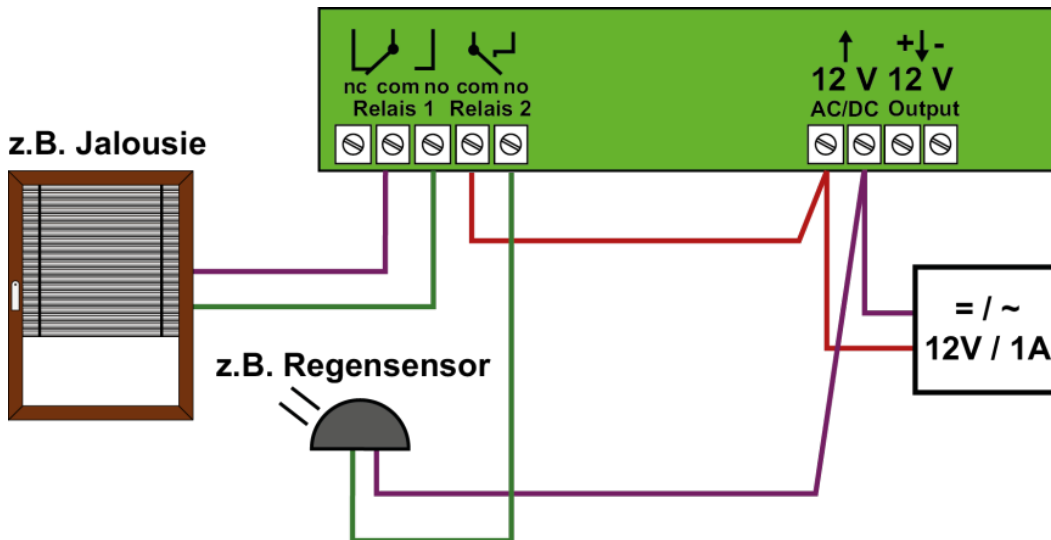 nc com no com no
Relais 1 Relais 2
+ -
12 V 12 V
AC/DC Output
z.B. Jalousie
= / ~
12V / 1A
z.B. Regensensor